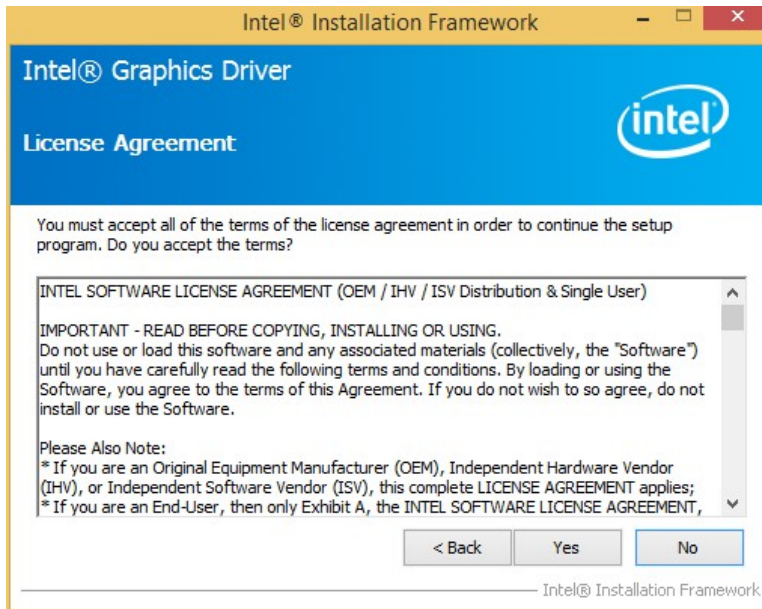 Intel® Installation Framework
Intel® Graphics Driver
intel
License Agreement
You must accept all of the terms of the license agreement in order to continue the setup
program. Do you accept the terms?
INTEL SOFTWARE LICENSE AGREEMENT (OEM / IHV / ISV Distribution & Single User)
IMPORTANT - READ BEFORE COPYING, INSTALLING OR USING.
Do not use or load this software and any associated materials (collectively, the "Software")
until you have carefully read the following terms and conditions. By loading or using the
Software, you agree to the terms of this Agreement. If you do not wish to so agree, do not
install or use the Software.
Please Also Note:
* If you are an Original Equipment Manufacturer (OEM), Independent Hardware Vendor
(IHV), or Independent Software Vendor (ISV), this complete LICENSE AGREEMENT applies;
* If you are an End-User, then only Exhibit A, the INTEL SOFTWARE LICENSE AGREEMENT,
< Back Yes No
Intel® Installation Framework